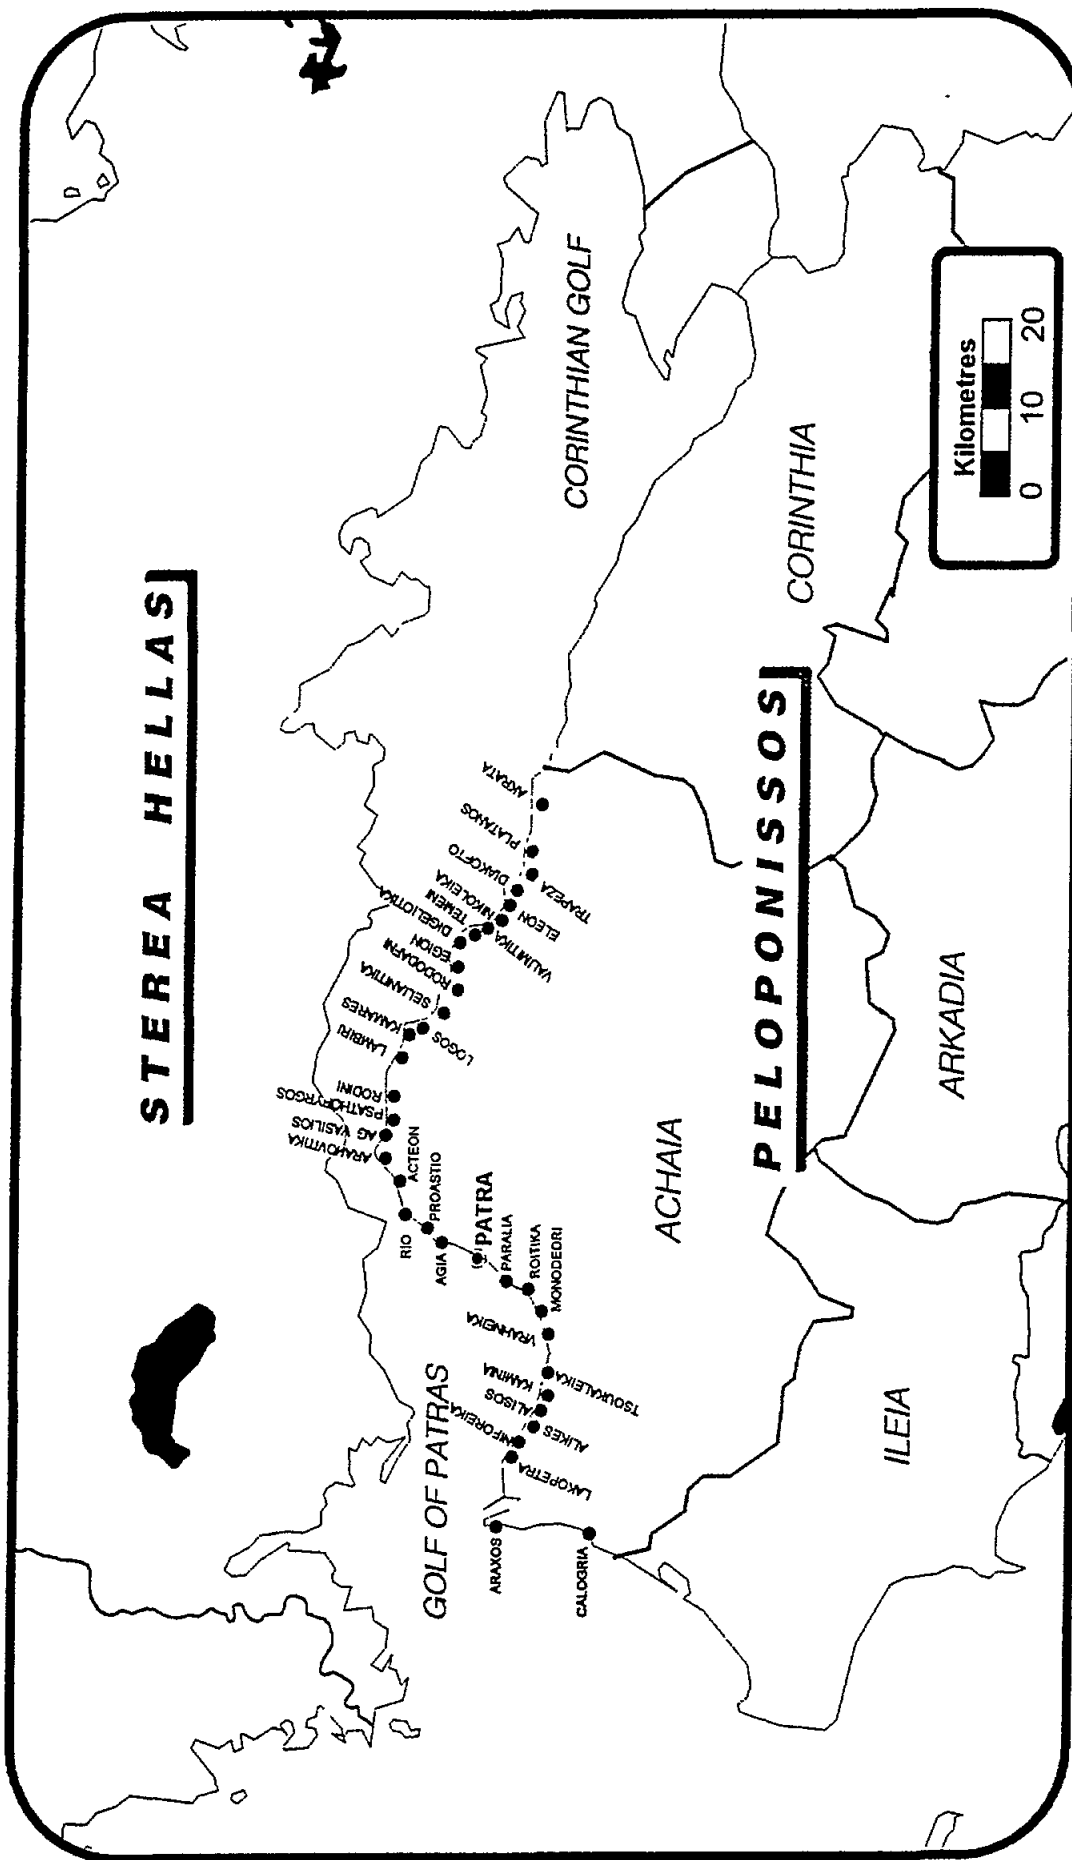 STEREA HELLAS
CORINTHIAN GOLF
GOLF OF PATRAS
PELOPONISSOS
CORINTHIA
ACHAIA
ARKADIA
ILEIA
CALOGRIA
ARAXOS
LAKOPETRA
NIFOREIKA
ALIKES
ALISOS
KAMINIA
TSOUKALEIKA
VRAHNEIKA
MONODEDRI
ROITIKA
PARALIA
PATRA
AGIA
PROASTIO
RIO
ACTEON
ARAHOVITIKA
AG VASILIOS
PSATHOPYRGOS
RODINI
LAMBIRI
KAMARES
LOGOS
SELIANITIKA
RODODAFNI
EGION
DIGELIOTIKA
TEMENI
VALIMITIKA
NIKOLEIKA
ELEON
DIAKOFTO
TRAPEZA
PLATANOS
AKRATA
Kilometres
0 10 20